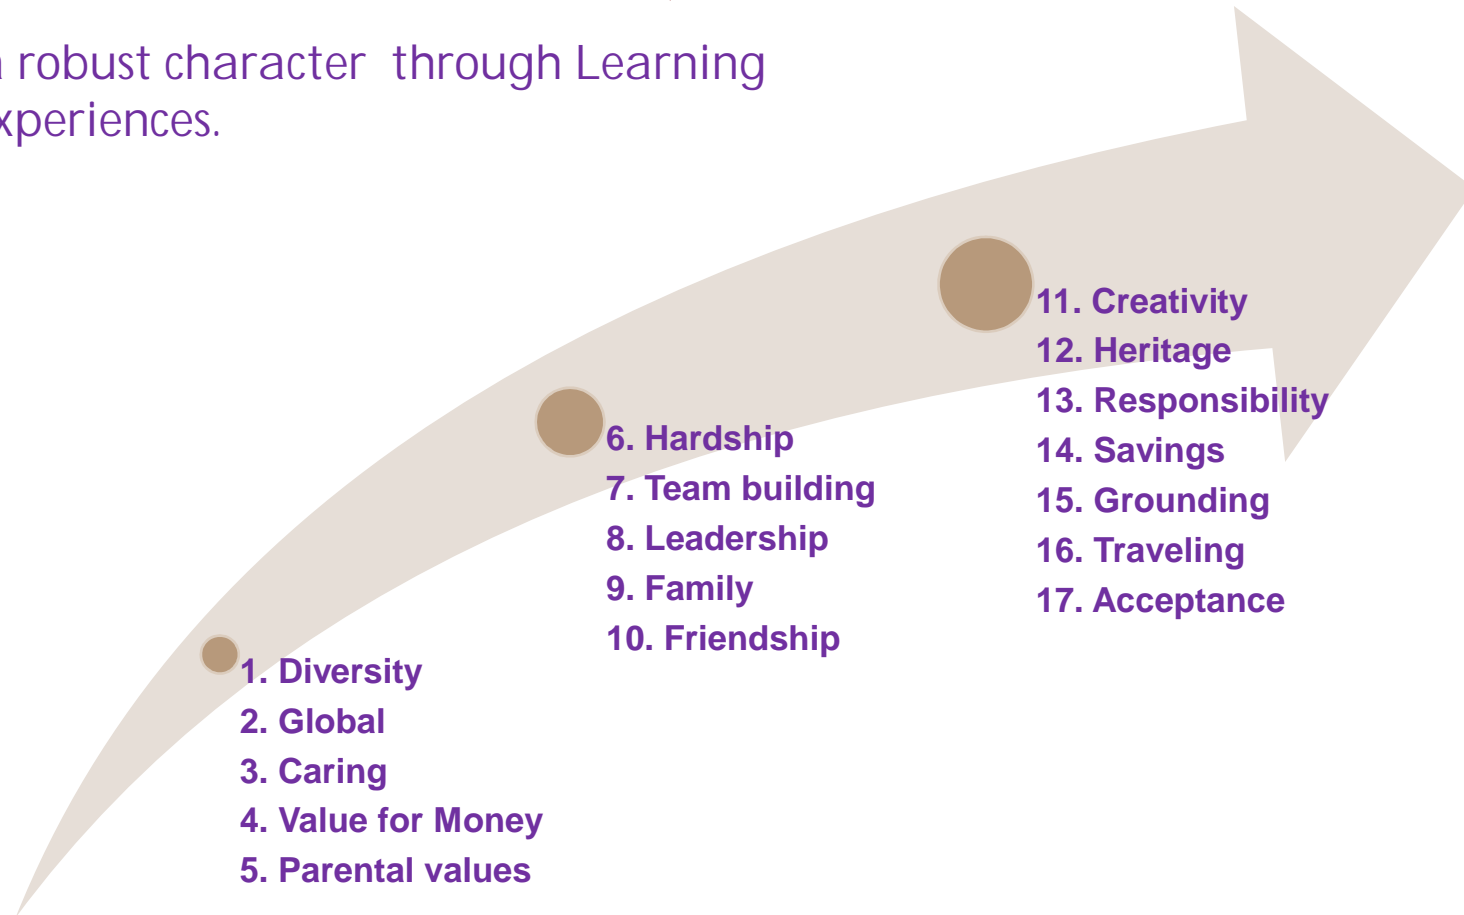 robust character through Learning
xperiences.
11. Creativity
12. Heritage
13. Responsibility
14. Savings
15. Grounding
16. Traveling
17. Acceptance
6. Hardship
7. Team building
8. Leadership
9. Family
10. Friendship
1. Diversity
2. Global
3. Caring
4. Value for Money
5. Parental values